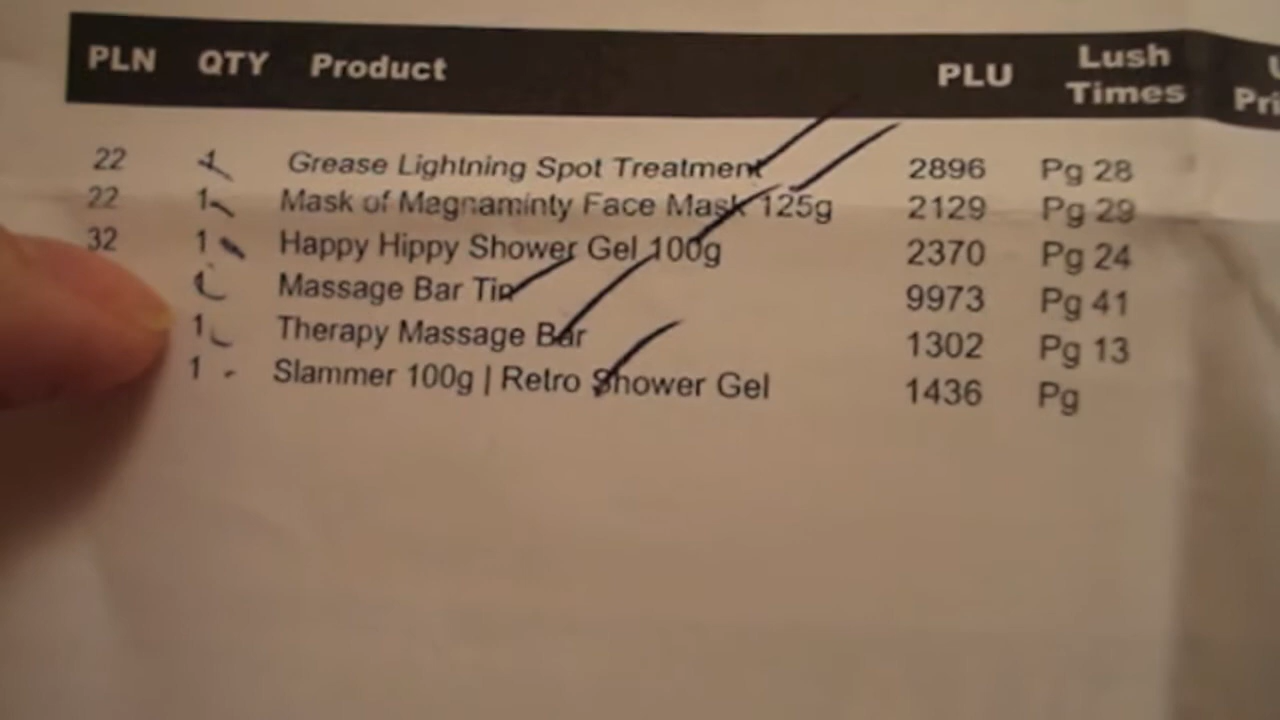 PLN QTY Product PLU Lush Times
22 1 Grease Lightning Spot Treatment 2896 Pg 28
22 1 Mask of Magnaminty Face Mask 125g 2129 Pg 29
32 1 Happy Hippy Shower Gel 100g 2370 Pg 24
1 Massage Bar Tin 9973 Pg 41
1 Therapy Massage Bar 1302 Pg 13
1 Slammer 100g | Retro Shower Gel 1436 Pg